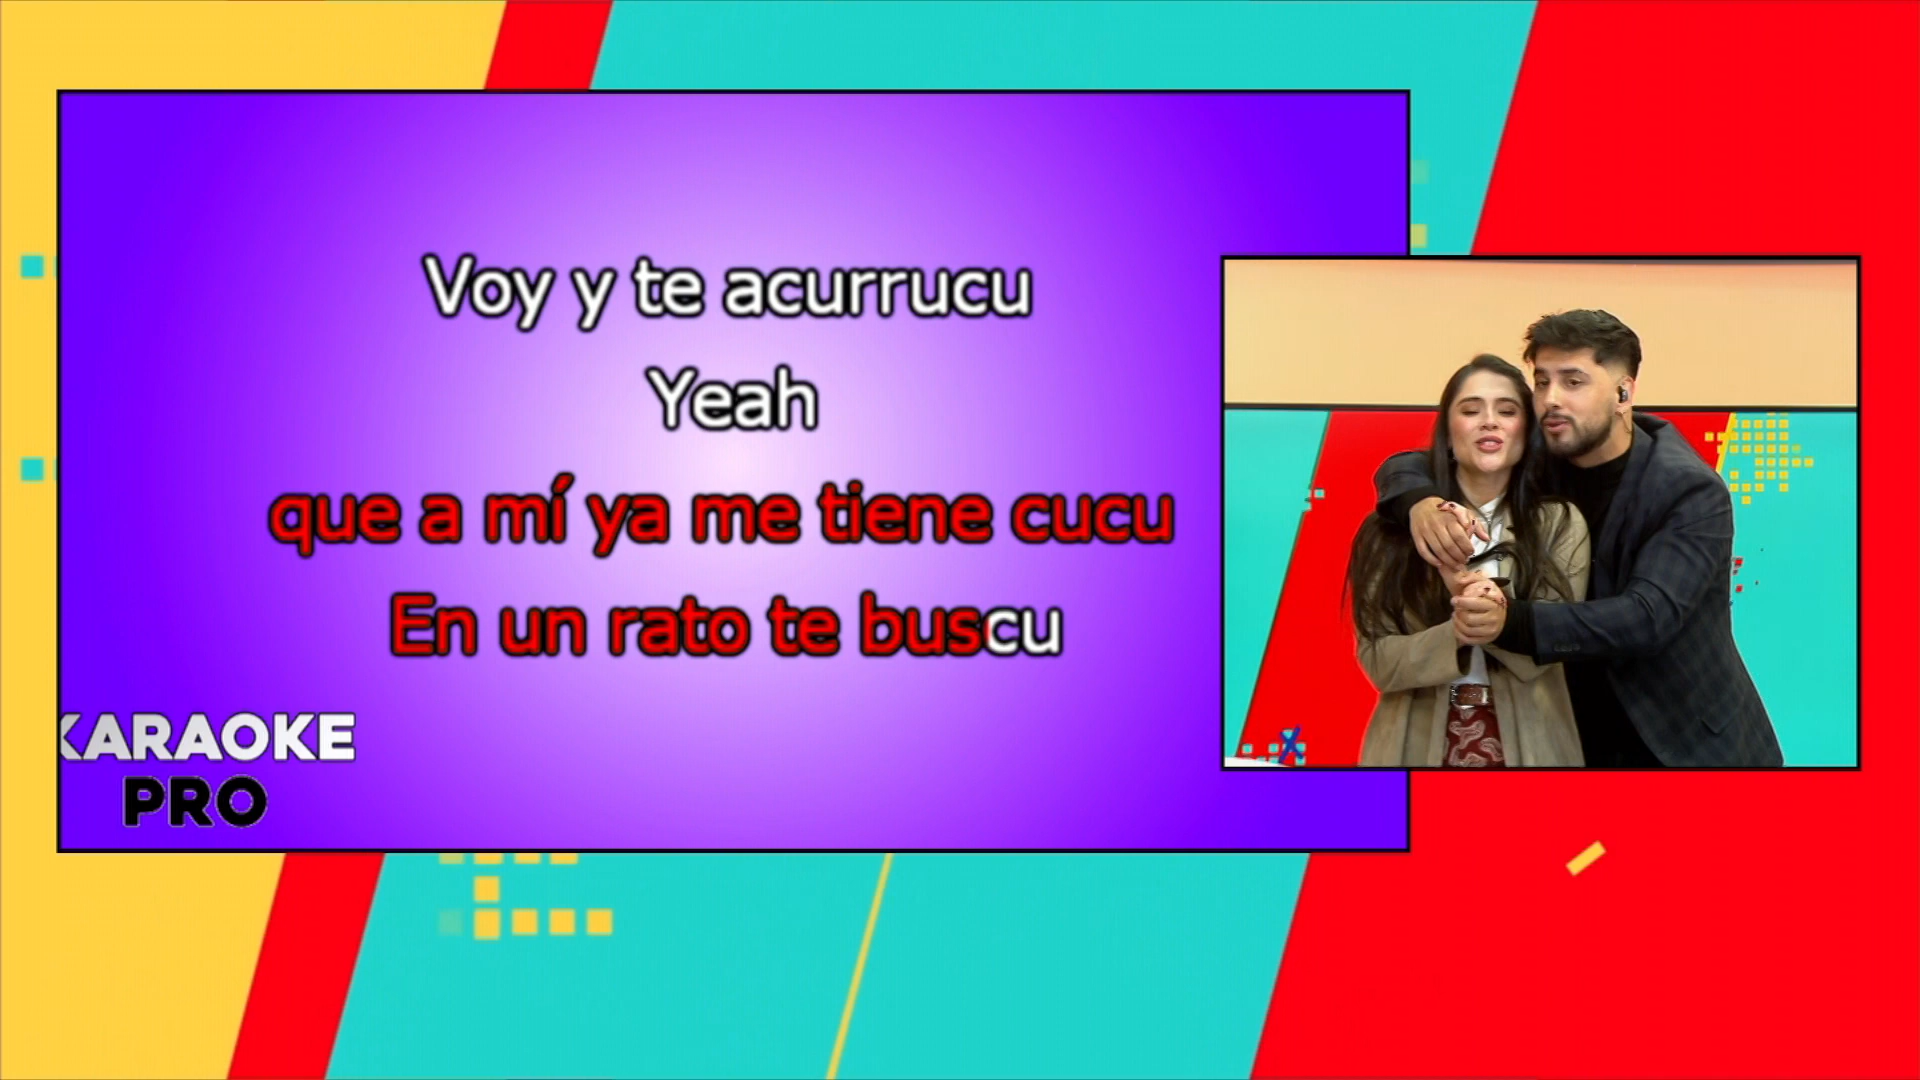 Voy y te acurrucu
Yeah
que a mí ya me tiene cucu
En un rato te buscu
KARAOKE
PRO